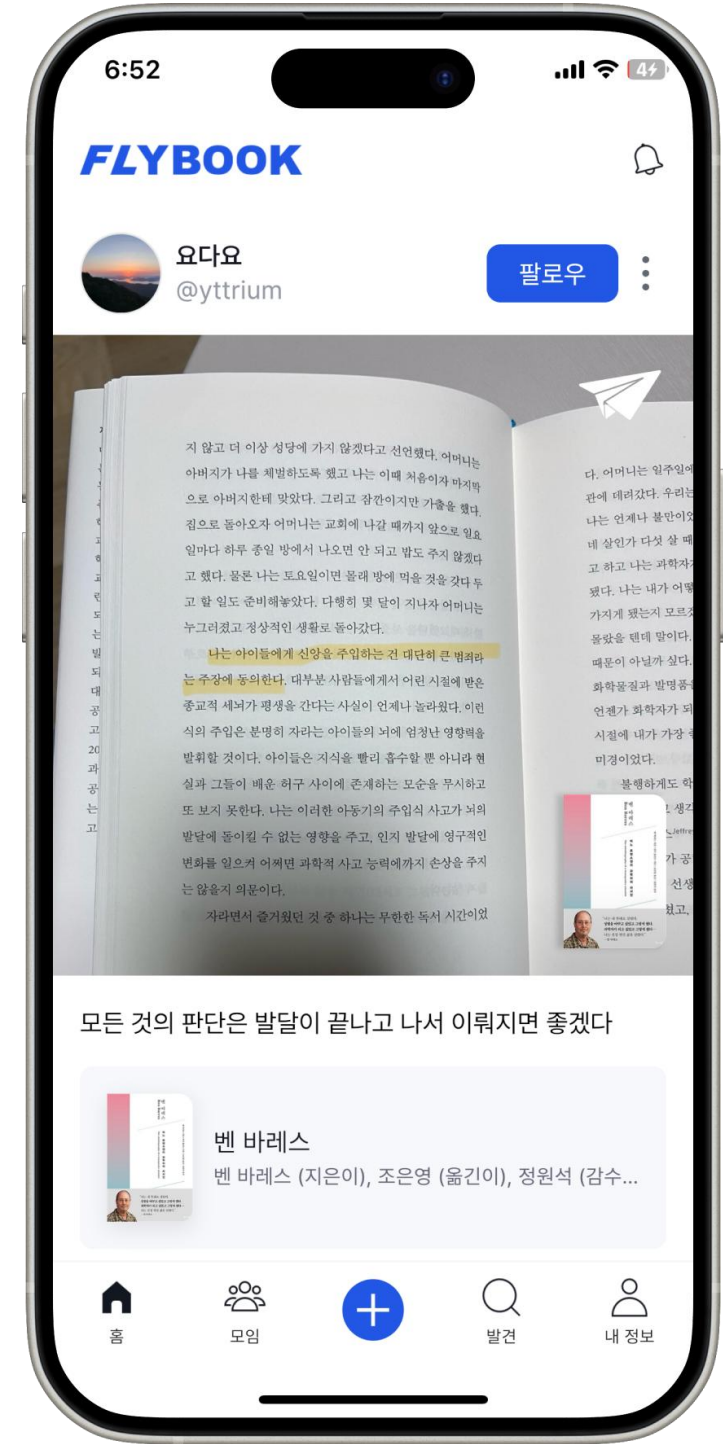 6:52
4
FLYBOOK
요다요
@yttrium
팔로우
지 않고 더 이상 성당에 가지 않겠다고 선언했다. 어머니는
아버지가 나를 체벌하도록 했고 나는 이때 처음이자 마지막
으로 아버지한테 맞았다. 그리고 잠깐이지만 가출을 했다.
집으로 돌아오자 어머니는 교회에 나갈 때까지 앞으로 일요
일마다 하루 종일 방에서 나오면 안 되고 밥도 주지 않겠다
고 했다. 물론 나는 토요일이면 몰래 방에 먹을 것을 갖다 두
고 할 일도 준비해놓았다. 다행히 몇 달이 지나자 어머니는
누그러졌고 정상적인 생활로 돌아갔다.
나는 아이들에게 신앙을 주입하는 건 대단히 큰 범죄라
는 주장에 동의한다. 대부분 사람들에게서 어린 시절에 받은
종교적 세뇌가 평생을 간다는 사실이 언제나 놀라웠다. 이런
식의 주입은 분명히 자라는 아이들의 뇌에 엄청난 영향력을
발휘할 것이다. 아이들은 지식을 빨리 흡수할 뿐 아니라 현
실과 그들이 배운 허구 사이에 존재하는 모순을 무시하고
또 보지 못한다. 나는 이러한 아동기의 주입식 사고가 뇌의
발달에 돌이킬 수 없는 영향을 주고, 인지 발달에 영구적인
변화를 일으켜 어쩌면 과학적 사고 능력에까지 손상을 주지
는 않을지 의문이다.
자라면서 즐거웠던 것 중 하나는 무한한 독서 시간이었
다. 어머니는 일주일에
관에 데려갔다. 우리는
나는 언제나 불만이었
데 살인가 다섯 살 때
고 하고 나는 과학자
됐다. 나는 내가 어떻
가지게 됐는지 모르겠
몰랐을 텐데 말이다.
때문이 아닐까 싶다.
화학물질과 발명품을
언젠가 화학자가 되
시절에 내가 가장
미경이었다.
불행하게도 학
생각
Jeffrey
가 공
선생
벤 바레스
모든 것의 판단은 발달이 끝나고 나서 이뤄지면 좋겠다
벤 바레스
벤 바레스
벤 바레스 (지은이), 조은영 (옮긴이), 정원석 (감수...
홈
모임
발견
내 정보